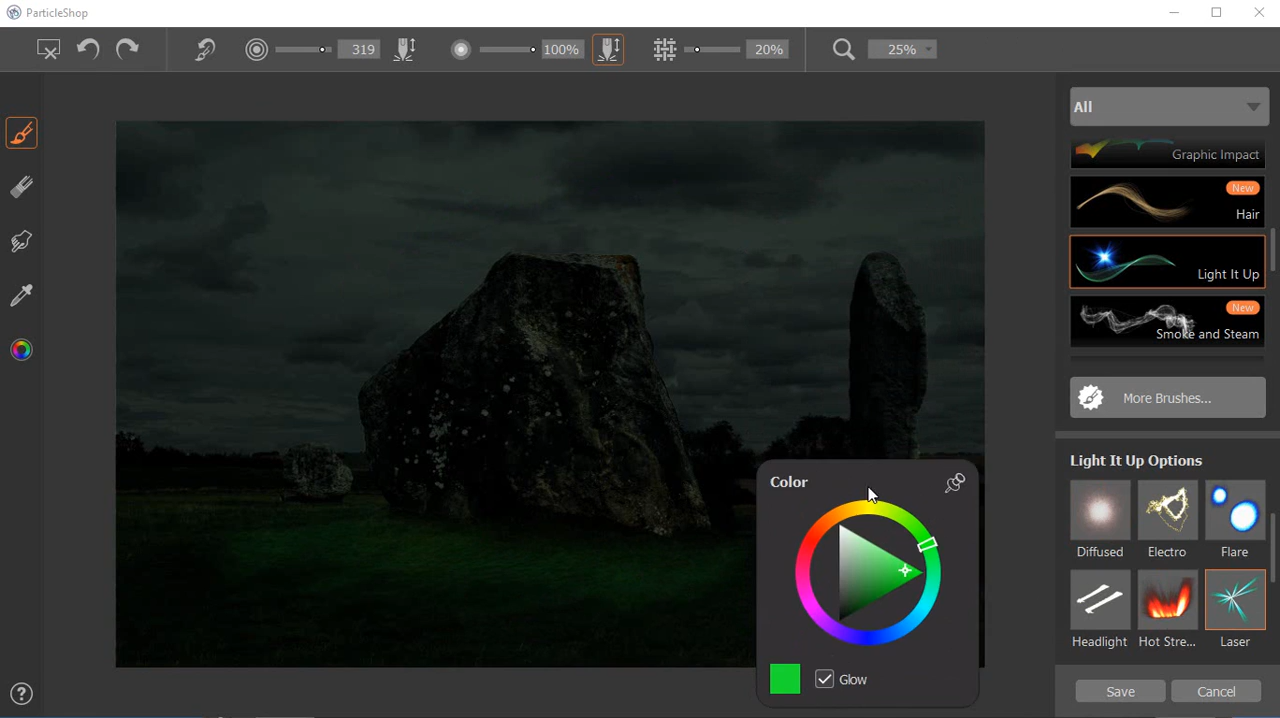 ParticleShop
319
100%
20%
25%
All
Graphic Impact
New
Hair
Light It Up
New
Smoke and Steam
More Brushes...
Light It Up Options
Diffused
Electro
Flare
Headlight
Hot Stre...
Laser
Color
Glow
Save
Cancel